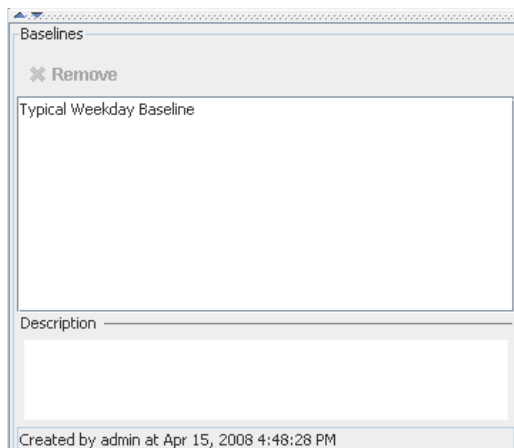 Baselines
Remove
Typical Weekday Baseline
Description
Created by admin at Apr 15, 2008 4:48:28 PM